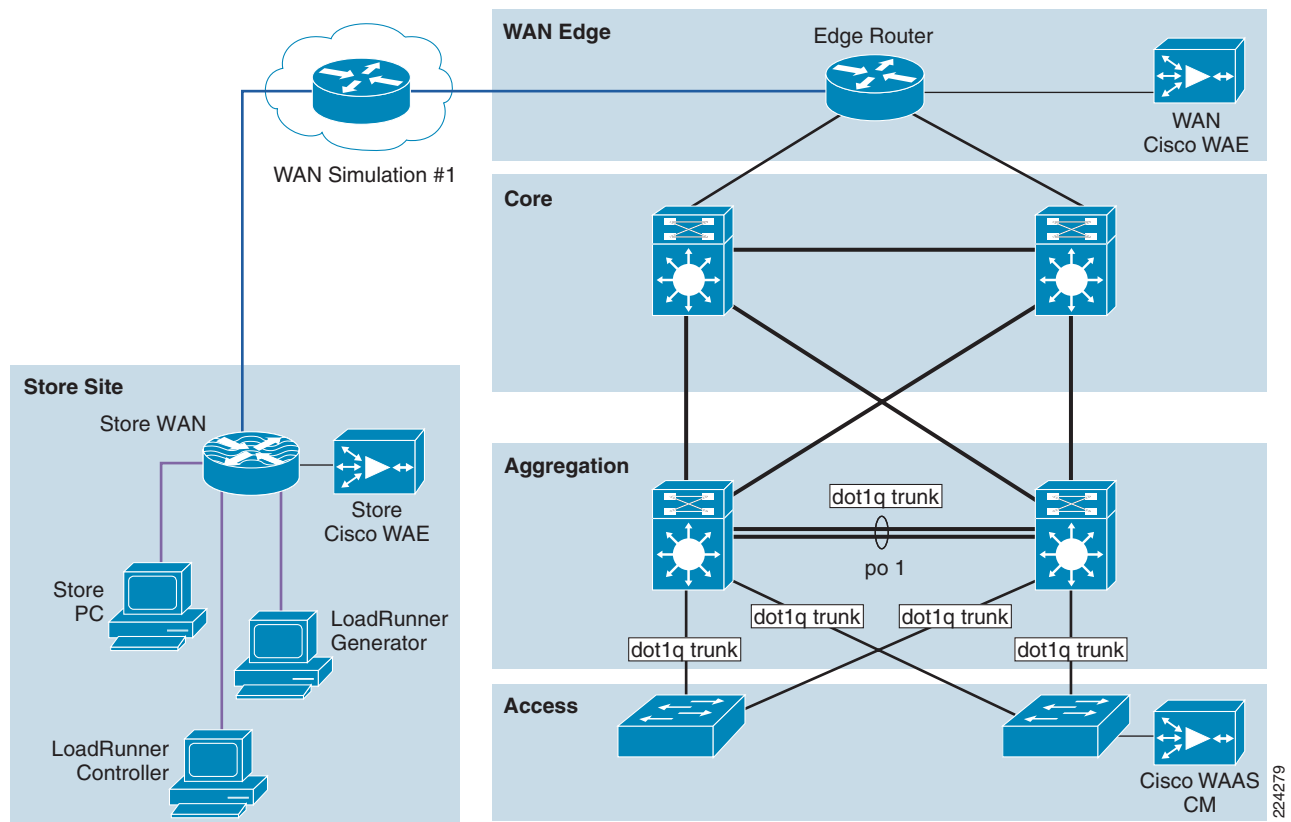 WAN Edge
Edge Router
WAN
Cisco WAE
WAN Simulation #1
Core
Store Site
Store WAN
Store
Cisco WAE
Store
PC
LoadRunner
Generator
LoadRunner
Controller
Aggregation
dot1q trunk
po 1
dot1q trunk
dot1q trunk
dot1q trunk
dot1q trunk
Access
Cisco WAAS
CM
224279